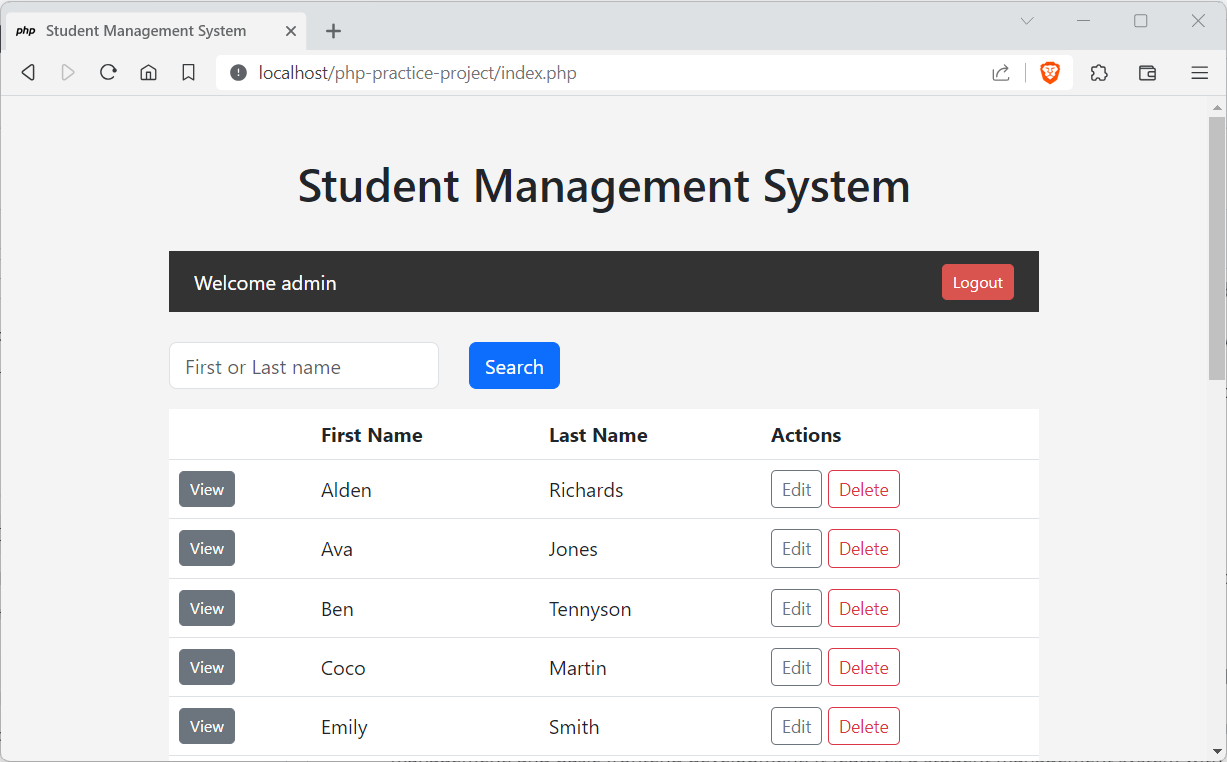 php Student Management System
localhost/php-practice-project/index.php
Student Management System
Welcome admin Logout
First or Last name Search
First Name Last Name Actions
View Alden Richards Edit Delete
View Ava Jones Edit Delete
View Ben Tennyson Edit Delete
View Coco Martin Edit Delete
View Emily Smith Edit Delete